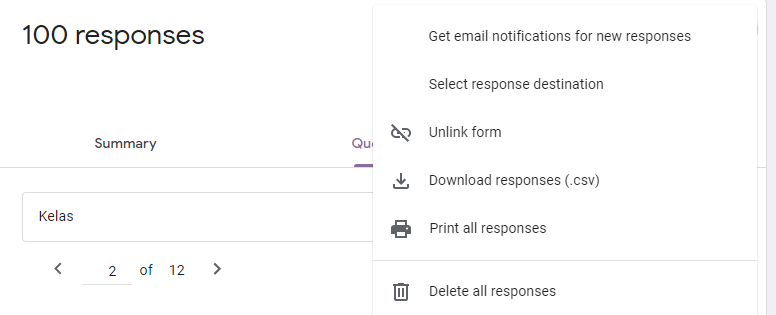 100 responses
Get email notifications for new responses
Select response destination
Unlink form
Download responses (.csv)
Print all responses
Delete all responses
Summary
Kelas
2 of 12